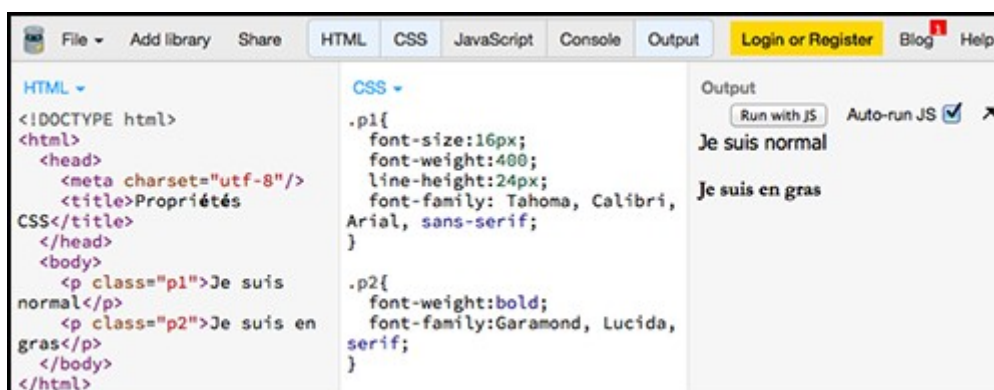 File Add library Share HTML CSS JavaScript Console Output Login or Register Blog 1 Help
HTML
<!DOCTYPE html>
<html>
<head>
<meta charset="utf-8"/>
<title>Propriétés
CSS</title>
</head>
<body>
<p class="p1">Je suis
normal</p>
<p class="p2">Je suis en
gras</p>
</body>
</html>
CSS
.p1{
font-size:16px;
font-weight:400;
line-height:24px;
font-family: Tahoma, Calibri,
Arial, sans-serif;
}
.p2{
font-weight:bold;
font-family:Garamond, Lucida,
serif;
}
Output
Run with JS Auto-run JS
Je suis normal
Je suis en gras